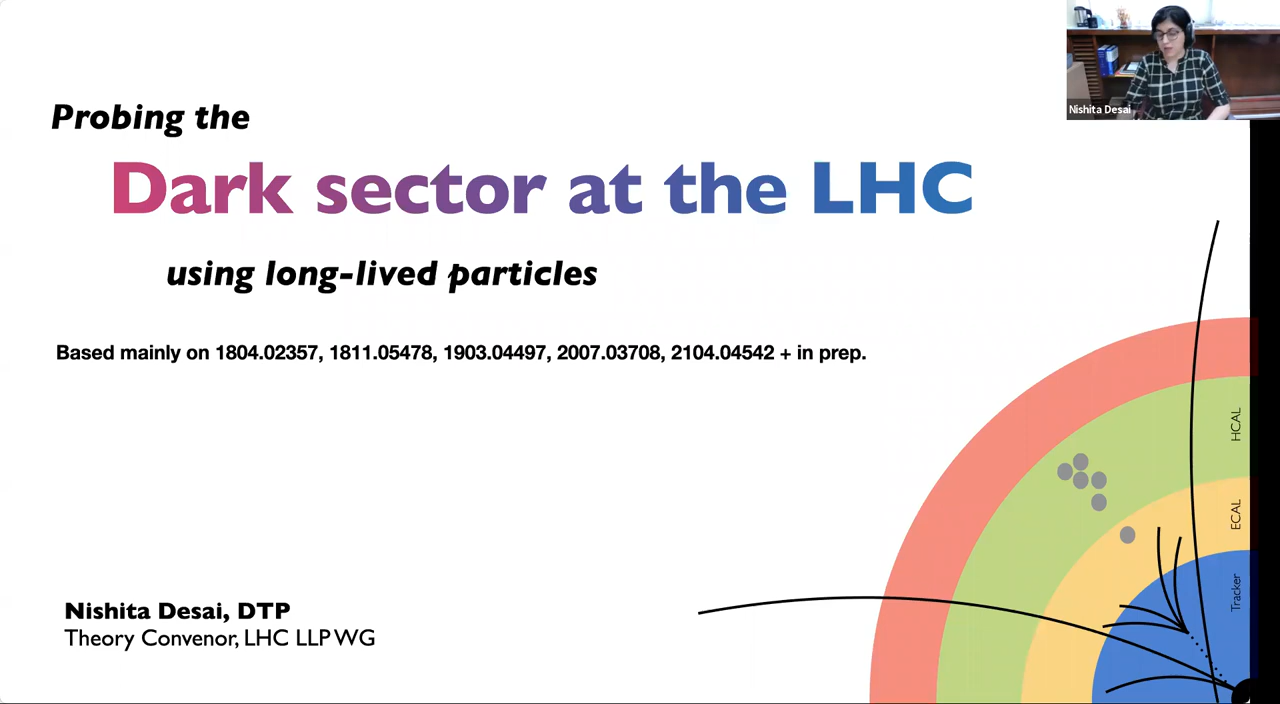 Nishita Desai
Probing the
Dark sector at the LHC
using long-lived particles
Based mainly on 1804.02357, 1811.05478, 1903.04497, 2007.03708, 2104.04542 + in prep.
HCAL
ECAL
Tracker
Nishita Desai, DTP
Theory Convenor, LHC LLP WG